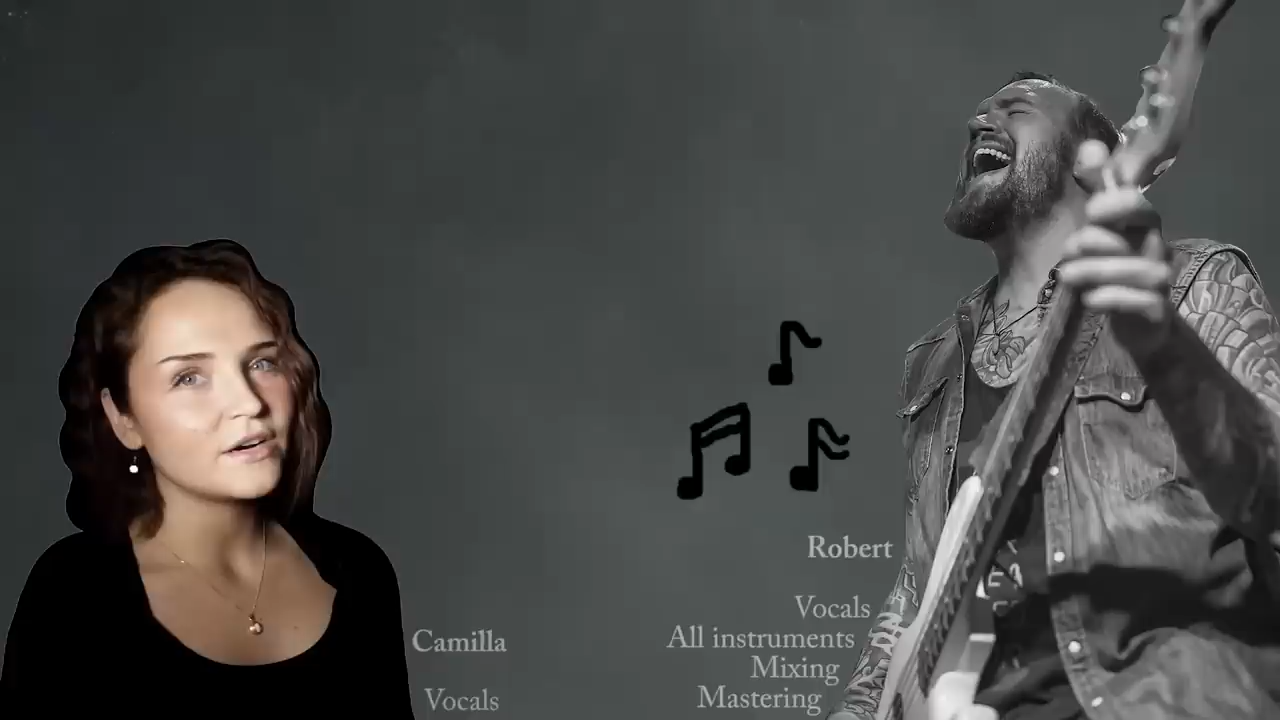 Camilla
Vocals
Robert
Vocals
All instruments
Mixing
Mastering